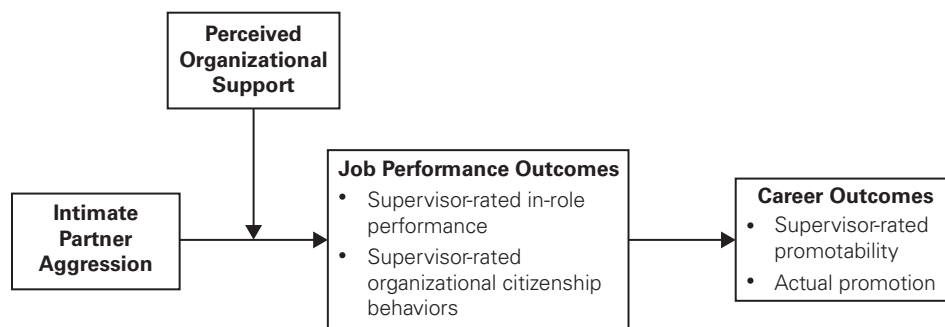 Perceived
Organizational
Support
Intimate
Partner
Aggression
Job Performance Outcomes
• Supervisor-rated in-role
performance
• Supervisor-rated
organizational citizenship
behaviors
Career Outcomes
• Supervisor-rated
promotability
• Actual promotion